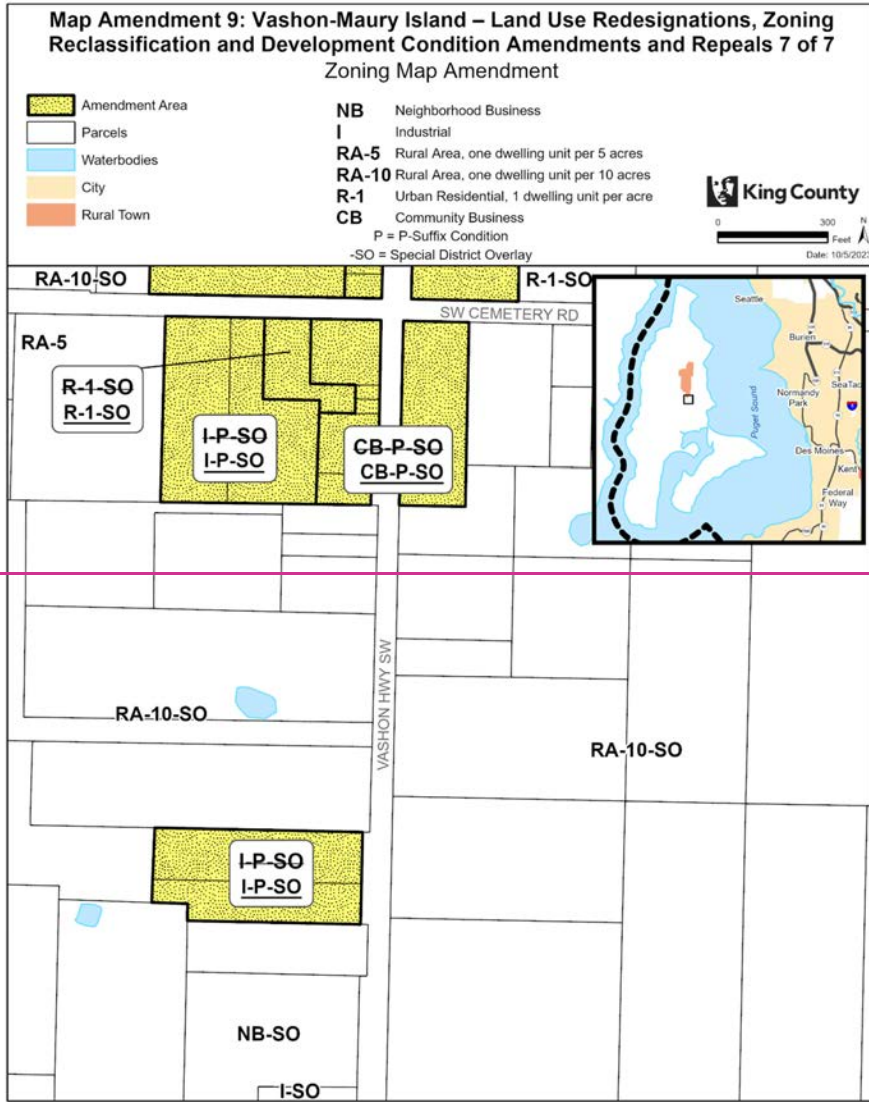 Map Amendment 9: Vashon-Maury Island – Land Use Redesignations, Zoning
Reclassification and Development Condition Amendments and Repeals 7 of 7
Zoning Map Amendment
Amendment Area
Parcels
Waterbodies
City
Rural Town
NB Neighborhood Business
I Industrial
RA-5 Rural Area, one dwelling unit per 5 acres
RA-10 Rural Area, one dwelling unit per 10 acres
R-1 Urban Residential, 1 dwelling unit per acre
CB Community Business
P = P-Suffix Condition
-SO = Special District Overlay
King County
0 300
Feet
N
Date: 10/5/2023
RA-10-SO
R-1-SO
SW CEMETERY RD
RA-5
R-1-SO
R-1-SO
I-P-SO
I-P-SO
CB-P-SO
CB-P-SO
Seattle
Burien
SeaTac
Normandy
Park
Puget Sound
Des Moines
Kent
Federal
Way
VASHON HWY SW
RA-10-SO
RA-10-SO
I-P-SO
I-P-SO
NB-SO
I-SO